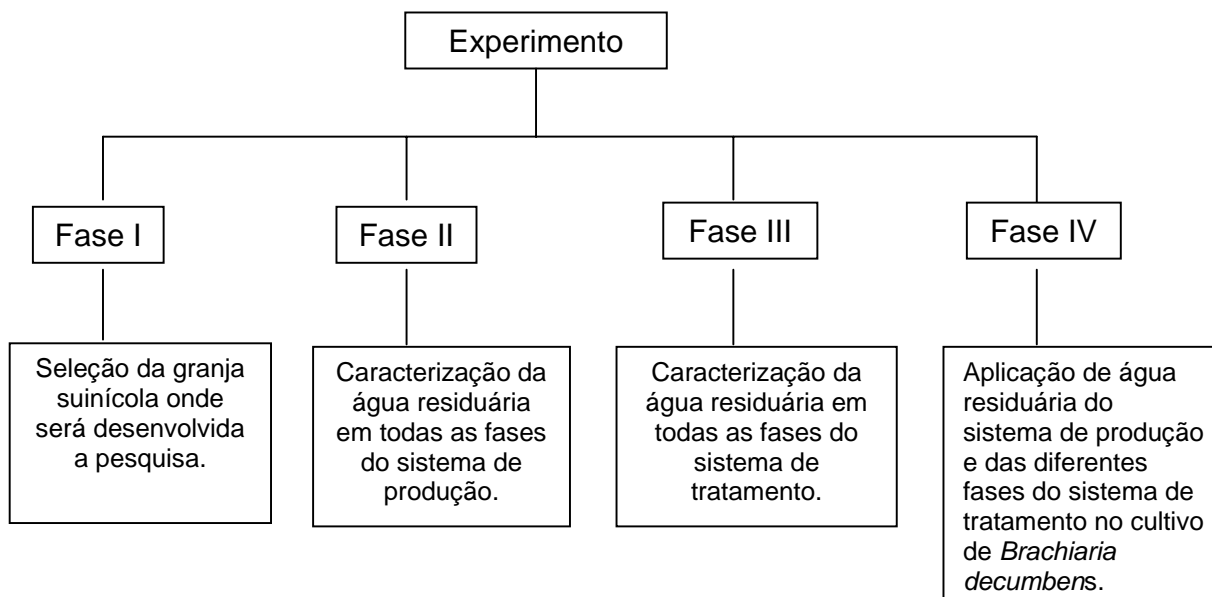 Experimento
Fase I
Fase II
Fase III
Fase IV
Seleção da granja
suinícola onde
será desenvolvida
a pesquisa.
Caracterização da
água residuária
em todas as fases
do sistema de
produção.
Caracterização da
água residuária em
todas as fases do
sistema de
tratamento.
Aplicação de água
residuária do
sistema de produção
e das diferentes
fases do sistema de
tratamento no cultivo
de Brachiaria
decumbens.